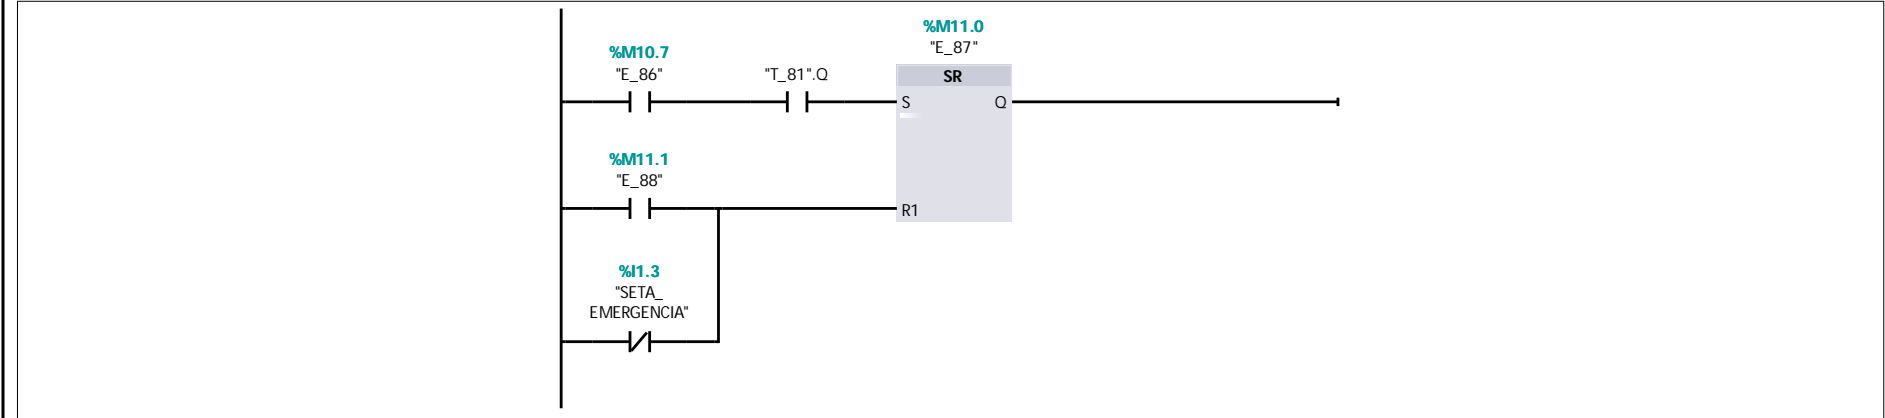 %M11.0
"E_87"
%M10.7
"E_86"
"T_81".Q
SR
S
Q
%M11.1
"E_88"
R1
%I1.3
"SETA_
EMERGENCIA"